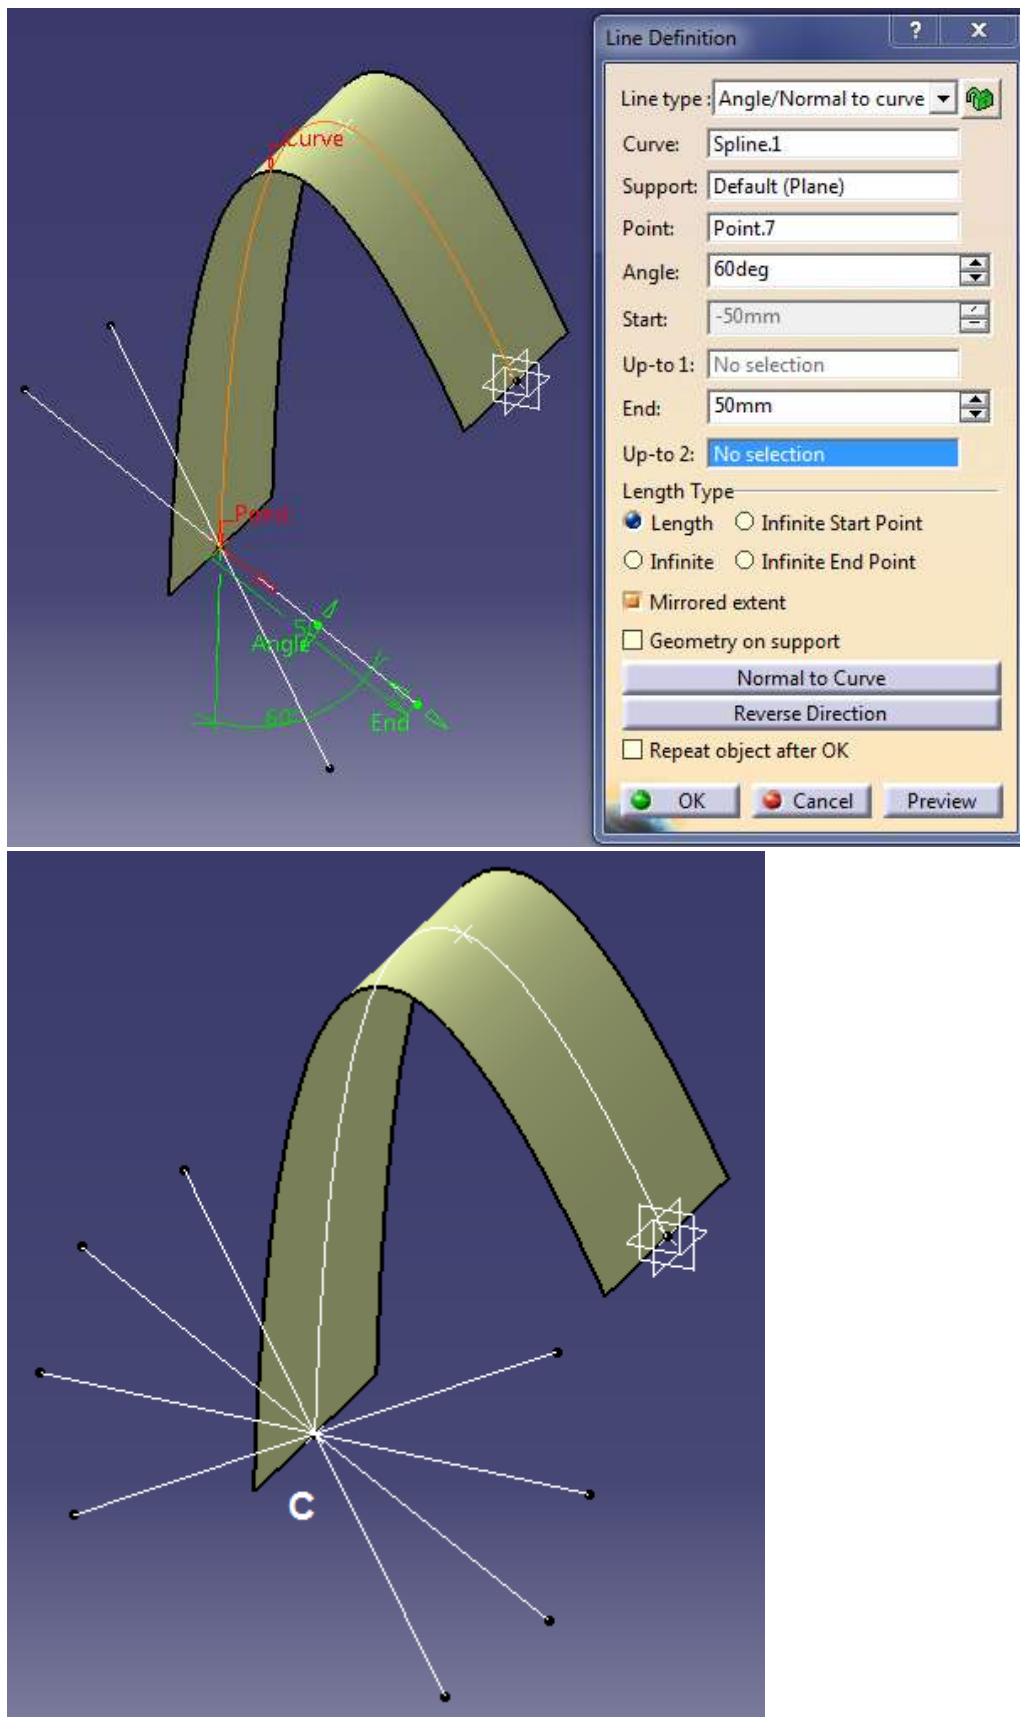 Line Definition
? x
Line type : Angle/Normal to curve
Curve: Spline.1
Support: Default (Plane)
Point: Point.7
Angle: 60deg
Start: -50mm
Up-to 1: No selection
End: 50mm
Up-to 2: No selection
Length Type
Length Infinite Start Point
Infinite Infinite End Point
Mirrored extent
Geometry on support
Normal to Curve
Reverse Direction
Repeat object after OK
OK Cancel Preview
Curve
Point
Angle
End
C